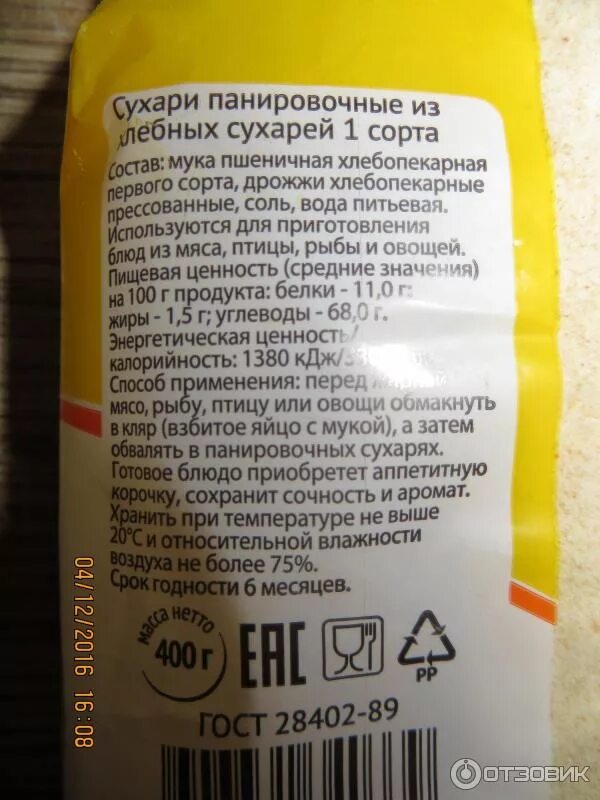 Сухари панировочные из
хлебных сухарей 1 сорта
Состав: мука пшеничная хлебопекарная
первого сорта, дрожжи хлебопекарные
прессованные, соль, вода питьевая.
Используются для приготовления
блюд из мяса, птицы, рыбы и овощей.
Пищевая ценность (средние значения)
на 100 г продукта: белки - 11,0 г;
жиры - 1,5 г; углеводы - 68,0 г.
Энергетическая ценность/
калорийность: 1380 кДж/
Способ применения: перед
мясо, рыбу, птицу или овощи обмакнуть
в кляр (взбитое яйцо с мукой), а затем
обвалять в панировочных сухарях.
Готовое блюдо приобретет аппетитную
корочку, сохранит сочность и аромат.
Хранить при температуре не выше
20°С и относительной влажности
воздуха не более 75%.
Срок годности 6 месяцев.
масса нетто
400 г
EAC
PP
ГОСТ 28402-89
04/12/2016 16:08
ОТЗОВИК